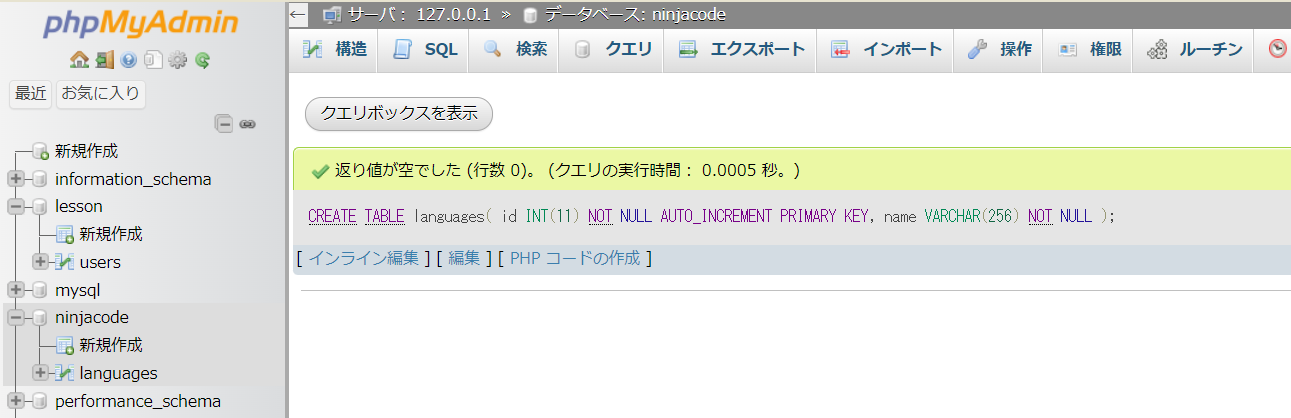 phpMyAdmin
最近 お気に入り
新規作成
information_schema
lesson
新規作成
users
mysql
ninjacode
新規作成
languages
performance_schema
← サーバ: 127.0.0.1 » データベース: ninjacode
構造 SQL 検索 クエリ エクスポート インポート 操作 権限 ルーチン
クエリボックスを表示
返り値が空でした (行数 0)。 (クエリの実行時間: 0.0005 秒。)
CREATE TABLE languages( id INT(11) NOT NULL AUTO_INCREMENT PRIMARY KEY, name VARCHAR(256) NOT NULL );
[ インライン編集 ] [ 編集 ] [ PHP コードの作成 ]